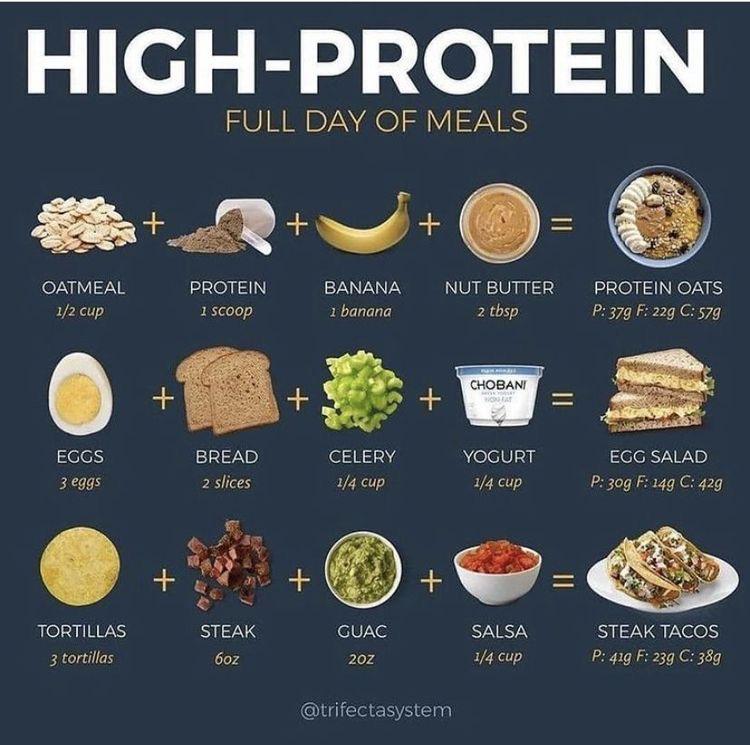 HIGH-PROTEIN
FULL DAY OF MEALS
OATMEAL
1/2 cup
PROTEIN
1 scoop
BANANA
1 banana
NUT BUTTER
2 tbsp
PROTEIN OATS
P: 37g F: 22g C: 57g
CHOBANI
NON-FAT
EGGS
3 eggs
BREAD
2 slices
CELERY
1/4 cup
YOGURT
1/4 cup
EGG SALAD
P: 30g F: 14g C: 42g
TORTILLAS
3 tortillas
STEAK
6oz
GUAC
2oz
SALSA
1/4 cup
STEAK TACOS
P: 41g F: 23g C: 38g
@trifectasystem